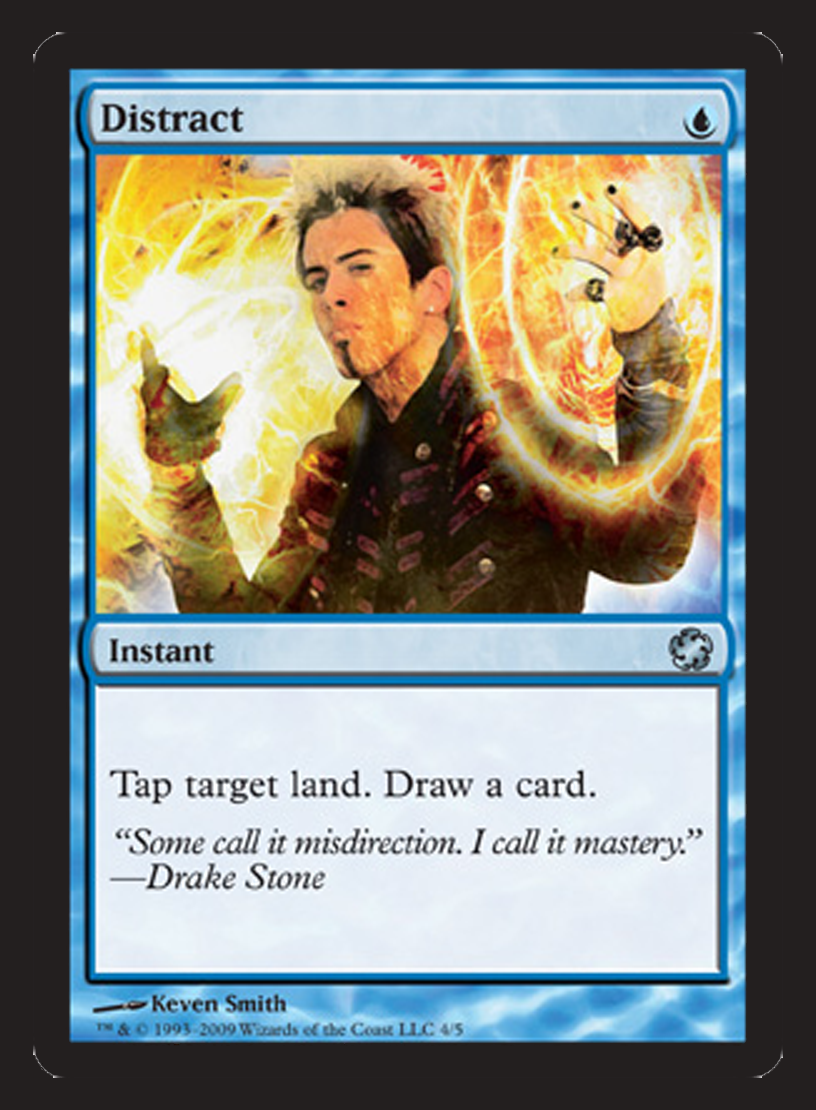 Distract
Instant
Tap target land. Draw a card.
“Some call it misdirection. I call it mastery.”
—Drake Stone
Keven Smith
™ & © 1993-2009 Wizards of the Coast LLC 4/5